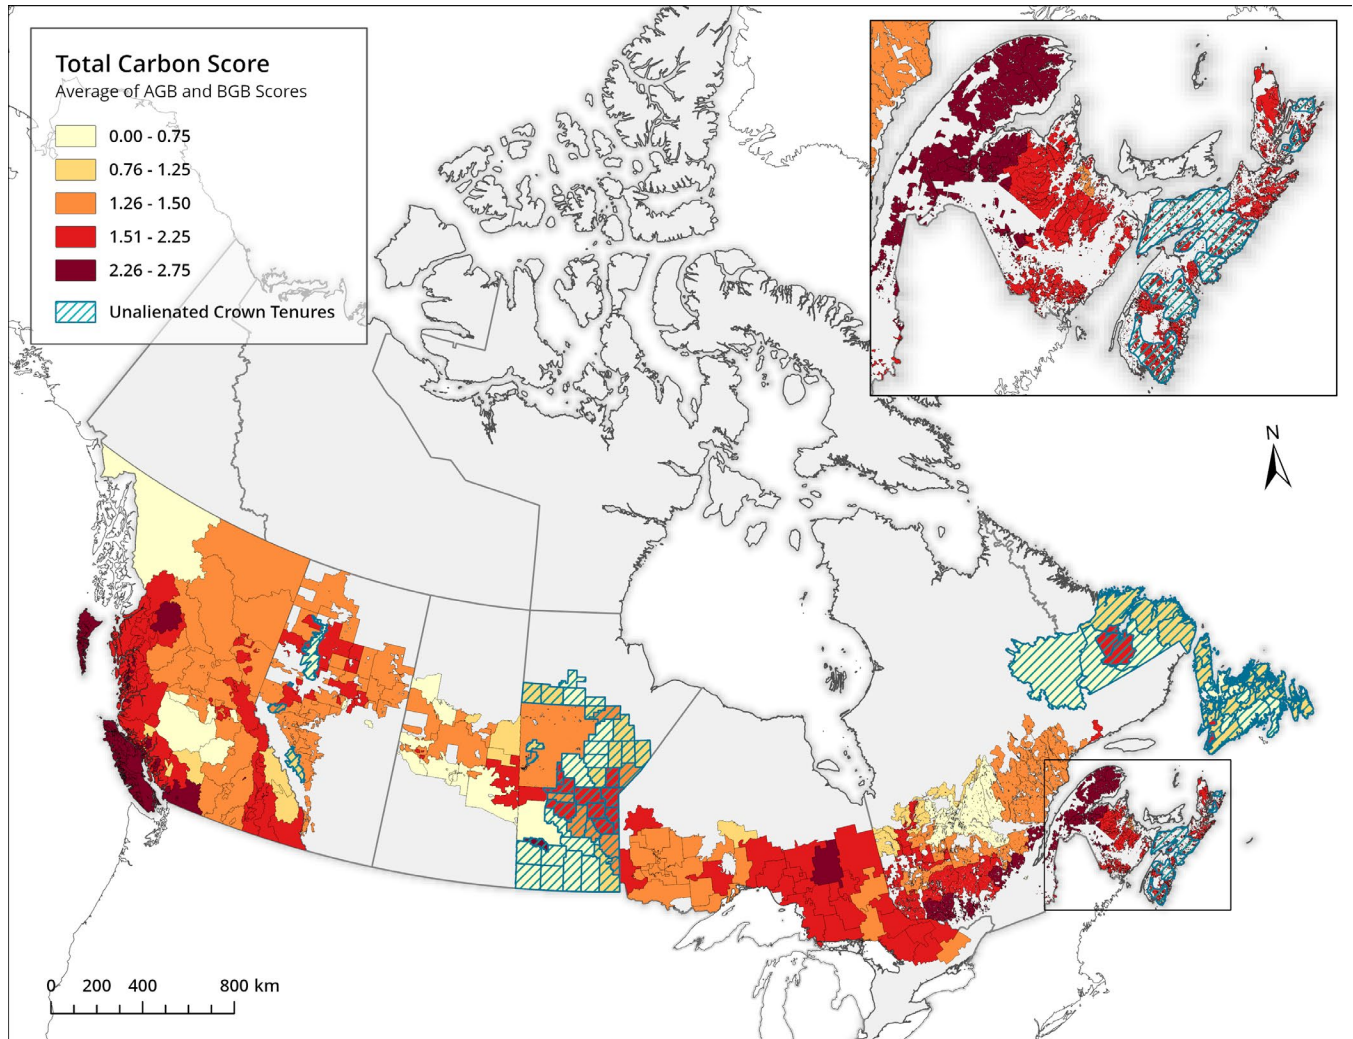 Total Carbon Score
Average of AGB and BGB Scores
0.00 - 0.75
0.76 - 1.25
1.26 - 1.50
1.51 - 2.25
2.26 - 2.75
Unalienated Crown Tenures
N
0 200 400 800 km